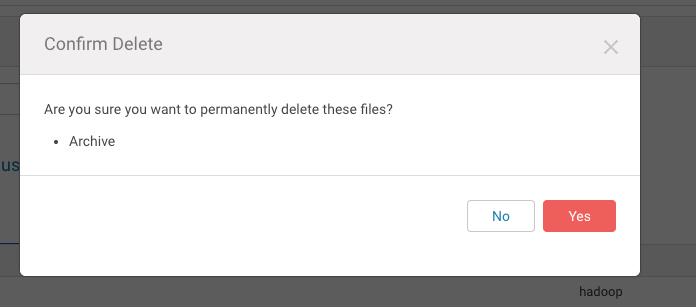 Confirm Delete
Are you sure you want to permanently delete these files?
• Archive
us
No
Yes
hadoop